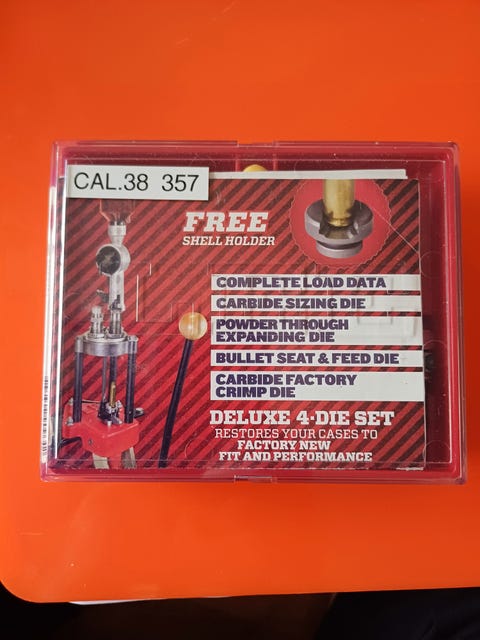 CAL.38 357
FREE
SHELL HOLDER
COMPLETE LOAD DATA
CARBIDE SIZING DIE
POWDER THROUGH
EXPANDING DIE
BULLET SEAT & FEED DIE
CARBIDE FACTORY
CRIMP DIE
DELUXE 4-DIE SET
RESTORES YOUR CASES TO
FACTORY NEW
FIT AND PERFORMANCE